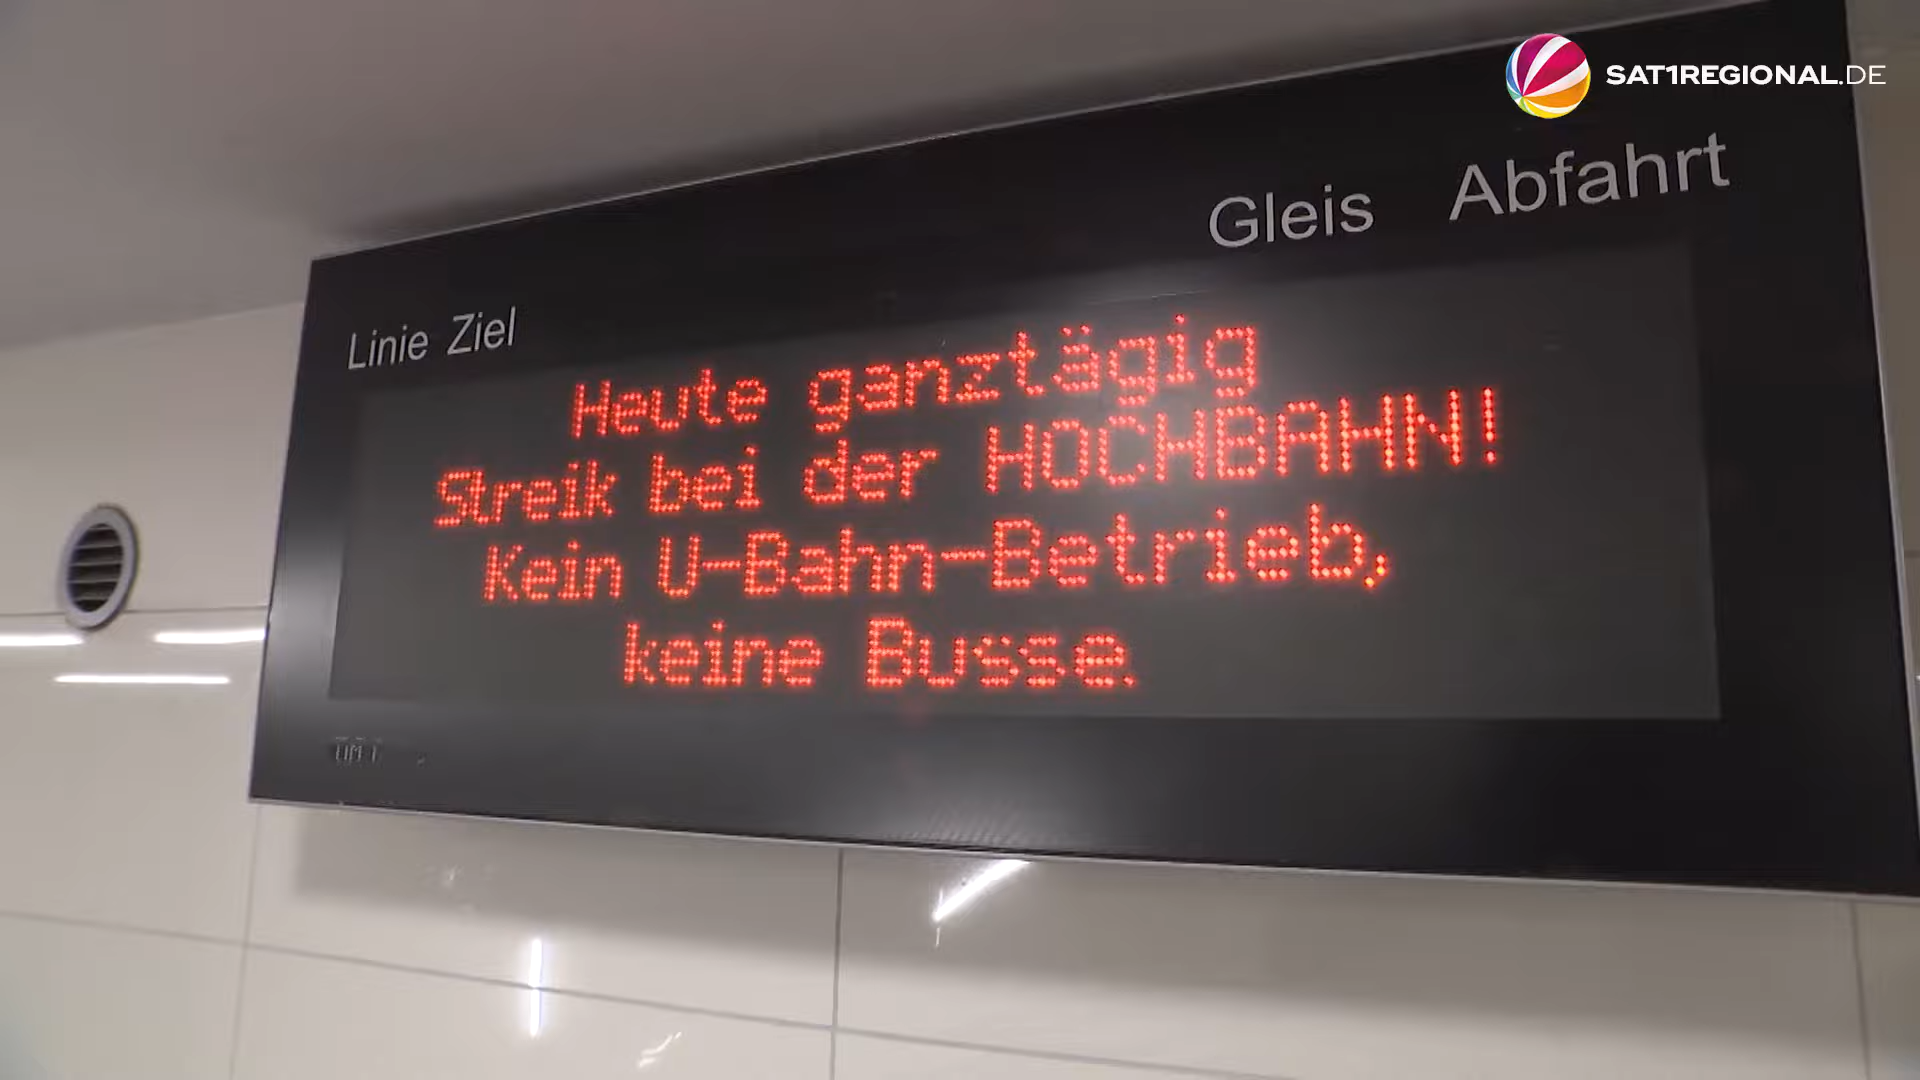 SAT1REGIONAL.DE
Linie Ziel Gleis Abfahrt
Heute ganztägig
Streik bei der HOCHBAHN!
Kein U-Bahn-Betrieb,
keine Busse.